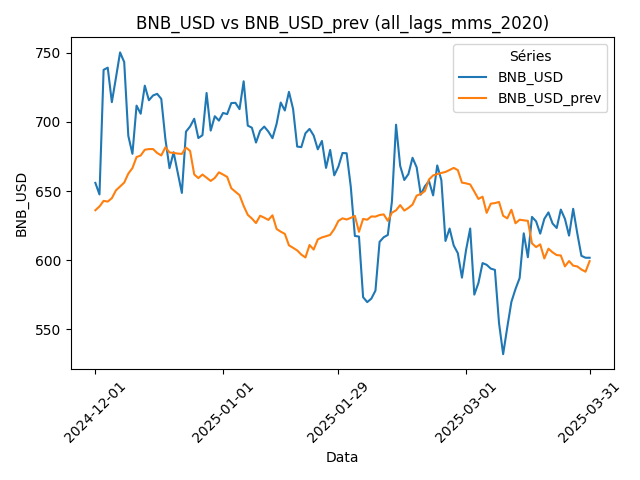 BNB_USD vs BNB_USD_prev (all_lags_mms_2020)
Séries
BNB_USD
BNB_USD_prev
750
700
650
600
550
BNB_USD
2024-12-01
2025-01-01
2025-01-29
2025-03-01
2025-03-31
Data